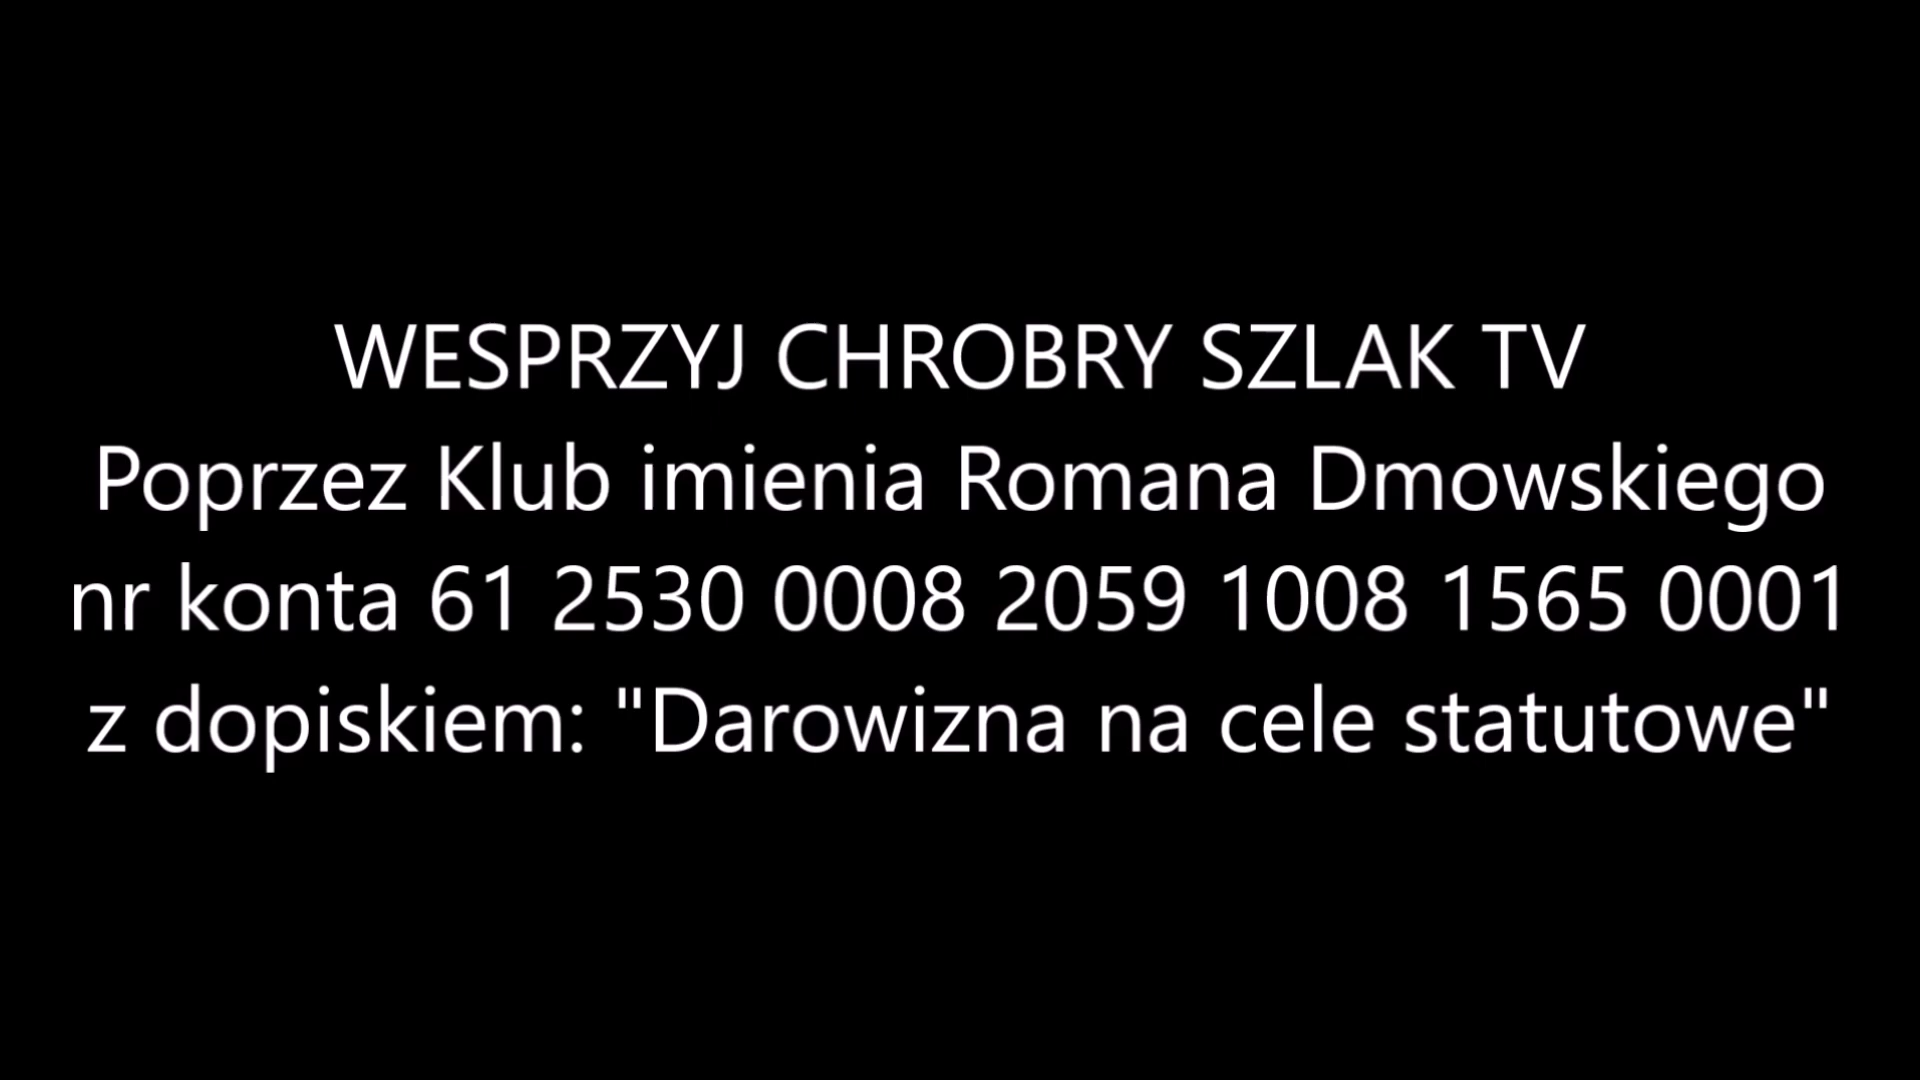 WESPRZYJ CHROBRY SZLAK TV
Poprzez Klub imienia Romana Dmowskiego
nr konta 61 2530 0008 2059 1008 1565 0001
z dopiskiem: "Darowizna na cele statutowe"